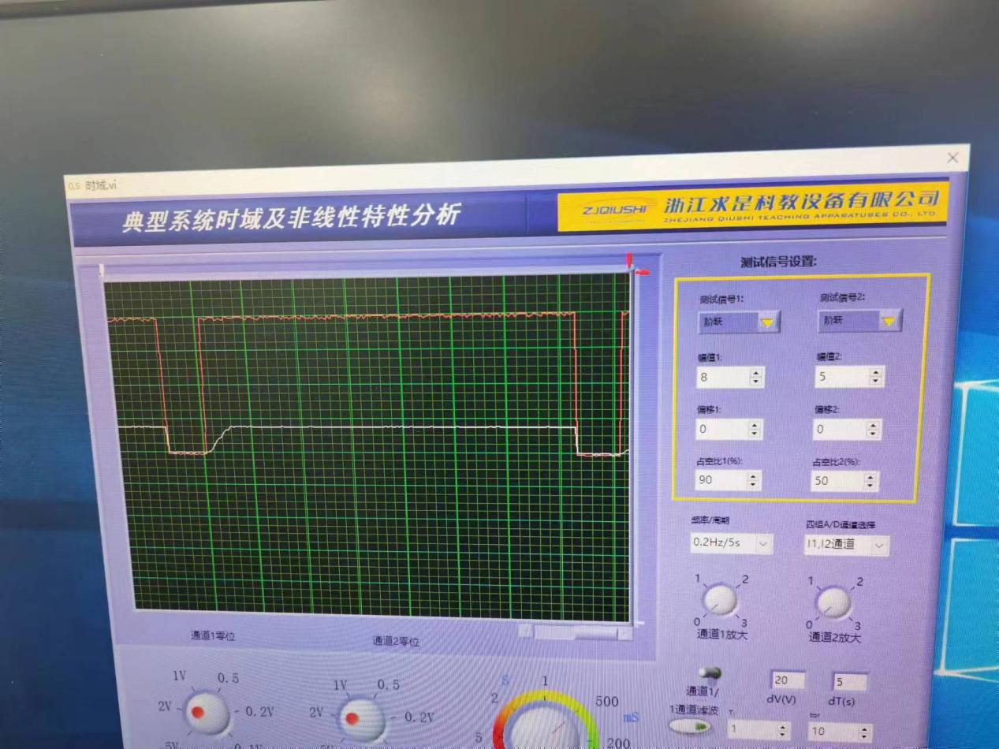 0.5 时域.vi
典型系统时域及非线性特性分析
ZJQIUSHI
浙江求是科教设备有限公司
ZHEJIANG QIUSHI TEACHING APPARATUSES CO., LTD.
测试信号设置:
测试信号1:
测试信号2:
阶跃
阶跃
幅值1:
幅值2:
8
5
偏移1:
偏移2:
0
0
占空比1(%):
占空比2(%):
90
50
频率/周期
四组A/D通道选择
0.2Hz/5s
I1,I2通道
1
2
0
3
通道1放大
1
2
0
3
通道2放大
通道1零位
通道2零位
1V
0.5
2V
0.2V
5V
0.1V
1V
0.5
2V
0.2V
S
1
2
500
mS
5
200
通道1/
1通道滤波
20
dV(V)
5
dT(s)
1
10